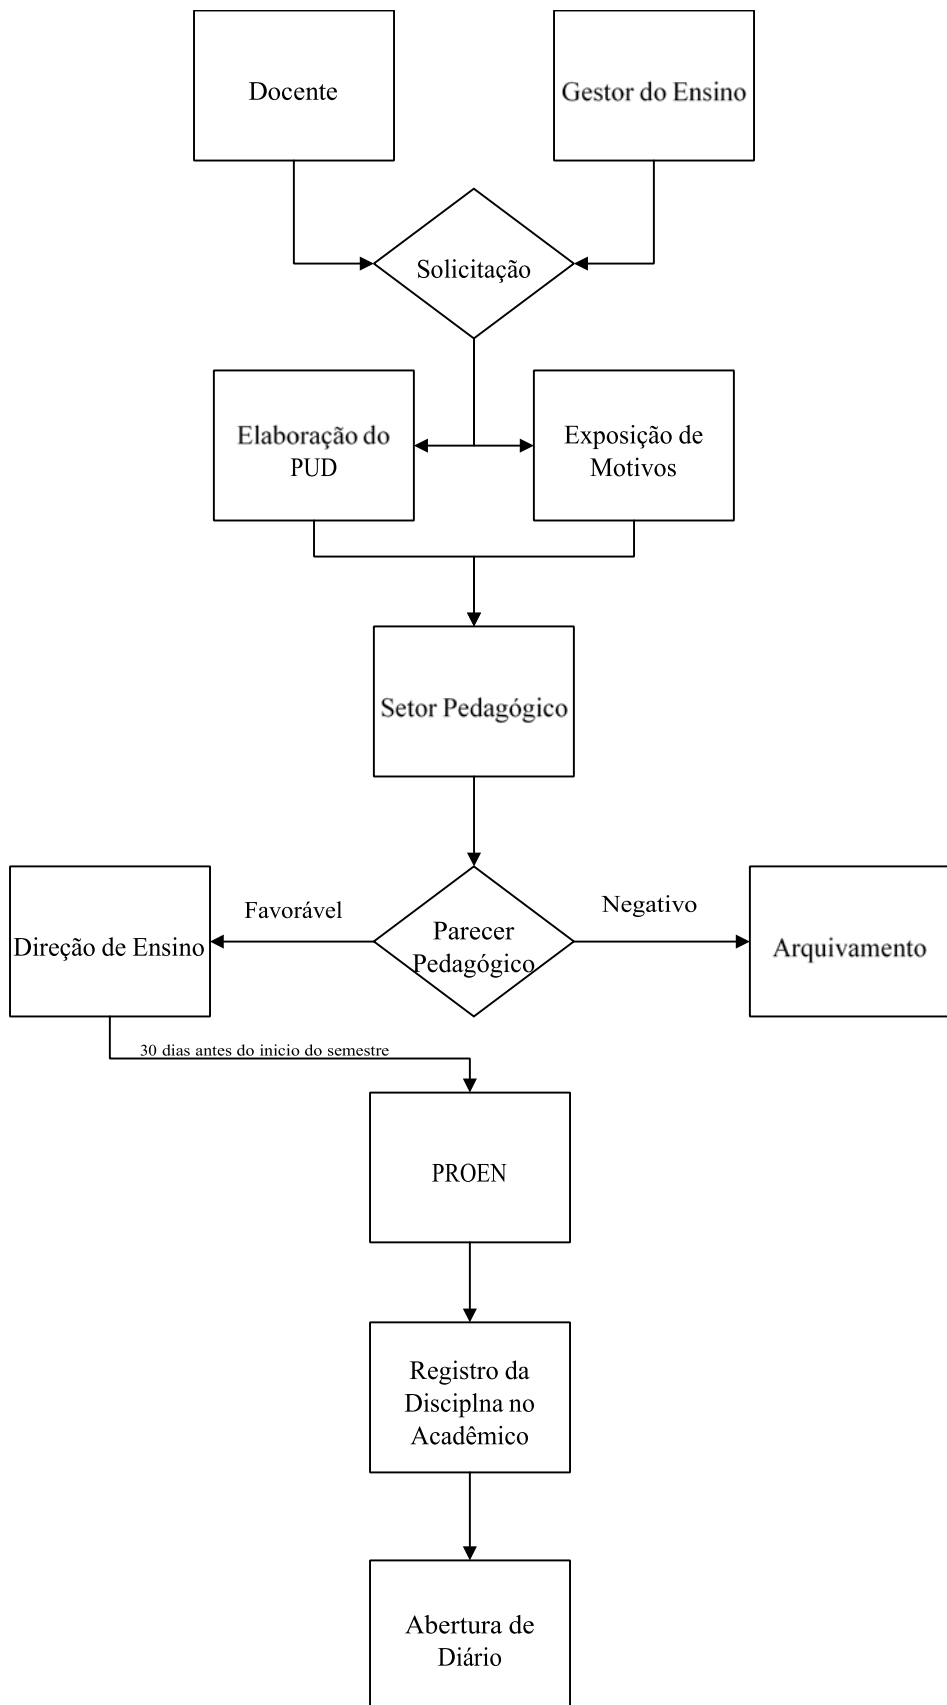 Docente
Gestor do Ensino
Solicitação
Elaboração do
PUD
Exposição de
Motivos
Setor Pedagógico
Favorável
Negativo
Direção de Ensino
Parecer
Pedagógico
Arquivamento
30 dias antes do inicio do semestre
PROEN
Registro da
Disciplna no
Acadêmico
Abertura de
Diário